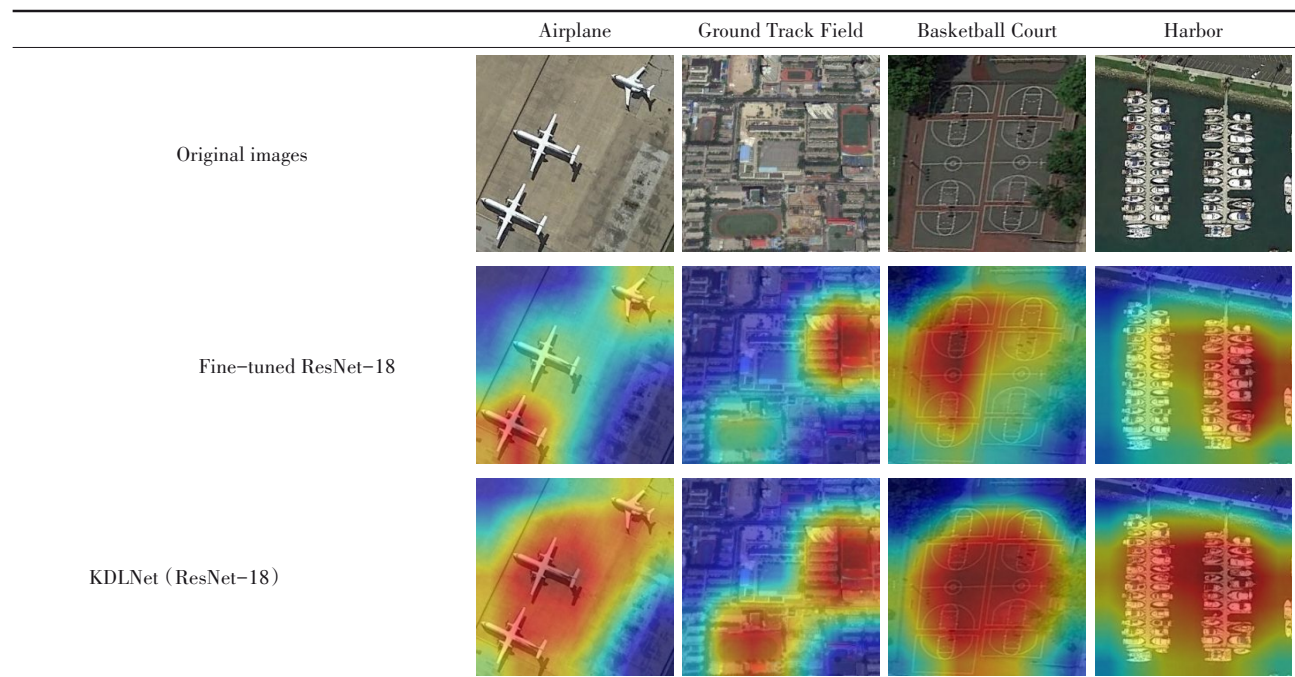 Airplane Ground Track Field Basketball Court Harbor
Original images
Fine-tuned ResNet-18
KDLNet (ResNet-18)